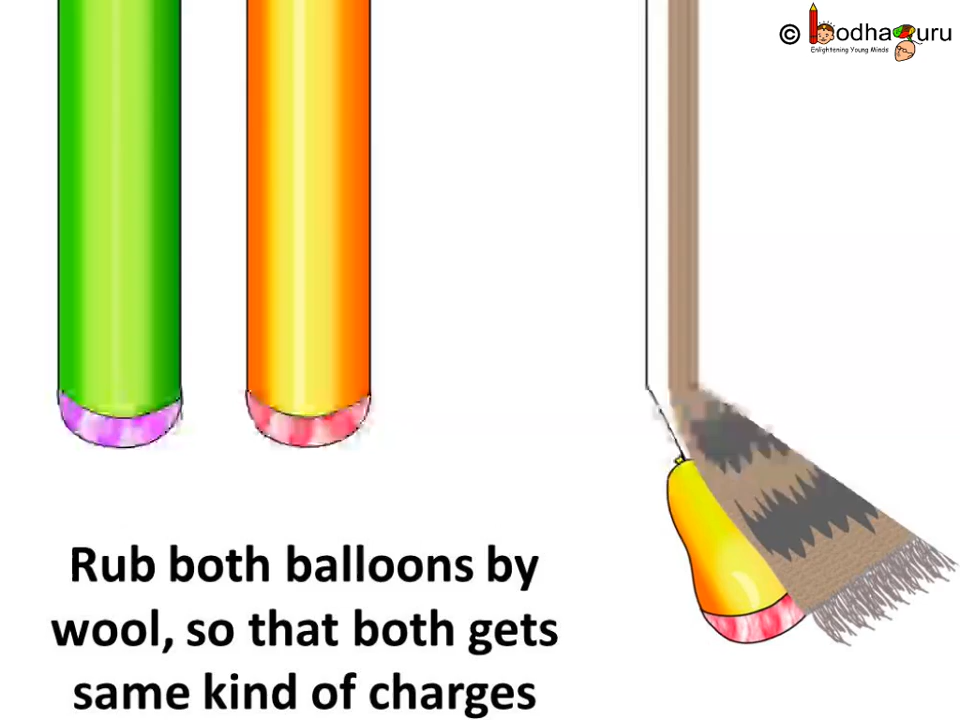 © bodhaguru
Enlightening Young Minds
Rub both balloons by
wool, so that both gets
same kind of charges